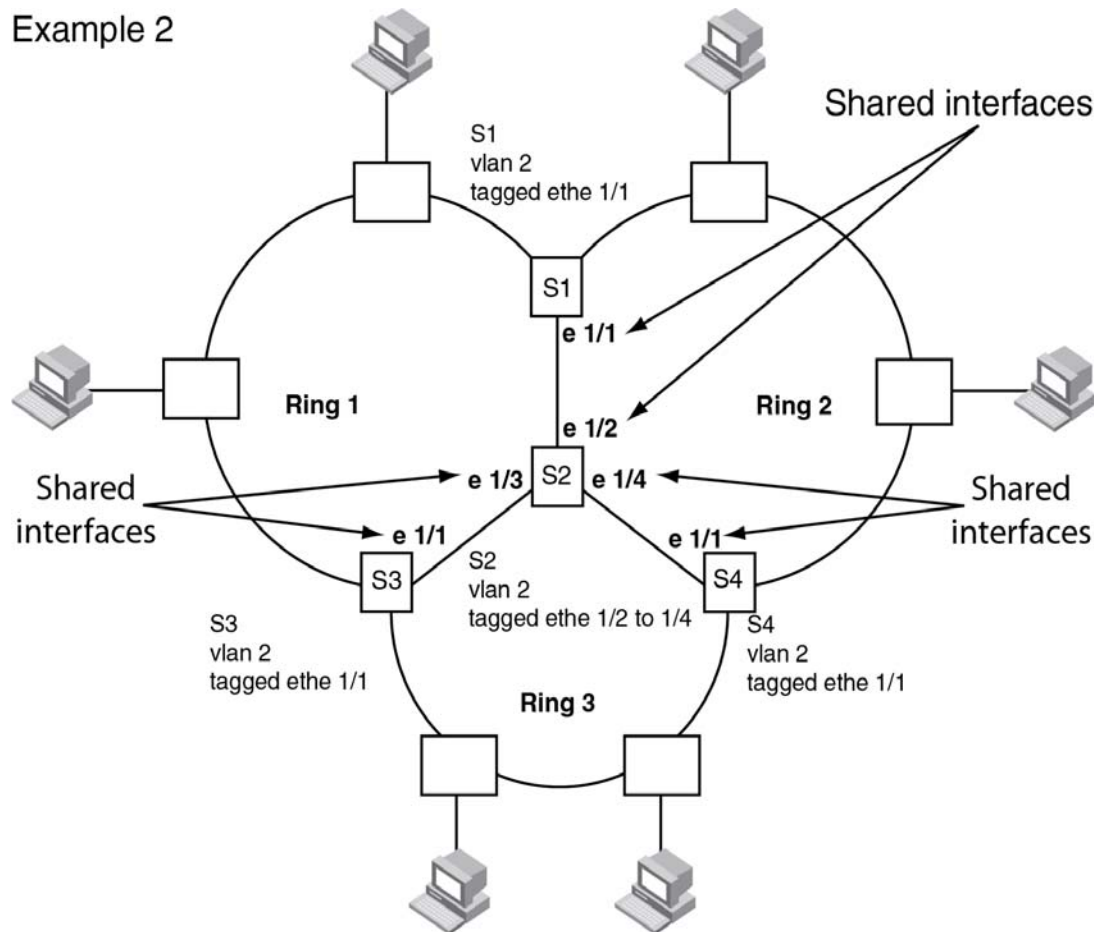 Example 2
Shared interfaces
S1
vlan 2
tagged ethe 1/1
S1
e 1/1
Ring 1
Ring 2
e 1/2
e 1/3
S2
e 1/4
Shared
interfaces
Shared
interfaces
e 1/1
e 1/1
S3
S4
S2
vlan 2
tagged ethe 1/2 to 1/4
S3
vlan 2
tagged ethe 1/1
S4
vlan 2
tagged ethe 1/1
Ring 3